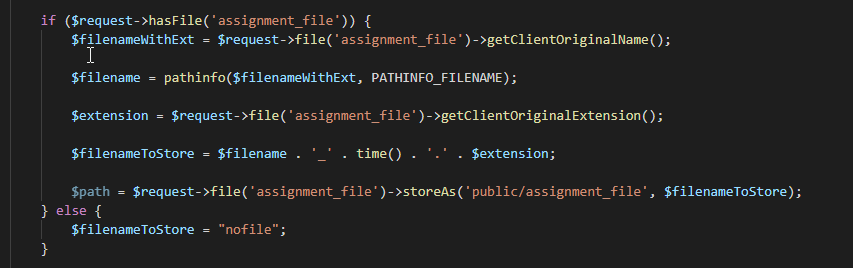 if ($request->hasFile('assignment_file')) {
$filenameWithExt = $request->file('assignment_file')->getClientOriginalName();
$filename = pathinfo($filenameWithExt, PATHINFO_FILENAME);
$extension = $request->file('assignment_file')->getClientOriginalExtension();
$filenameToStore = $filename . '_' . time() . '.' . $extension;
$path = $request->file('assignment_file')->storeAs('public/assignment_file', $filenameToStore);
} else {
$filenameToStore = "nofile";
}